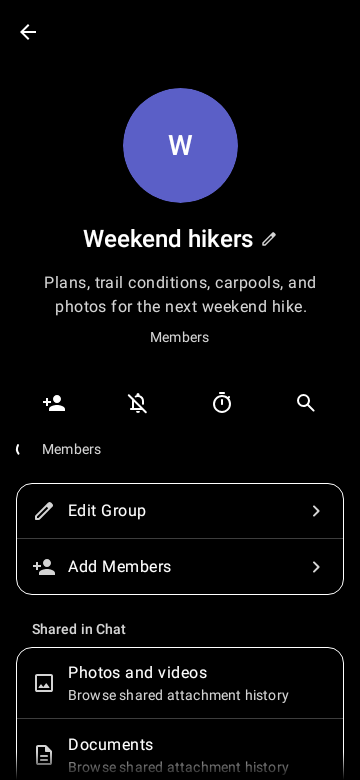 W
Weekend hikers
Plans, trail conditions, carpools, and
photos for the next weekend hike.
Members
Members
Edit Group
Add Members
Shared in Chat
Photos and videos
Browse shared attachment history
Documents
Browse shared attachment history